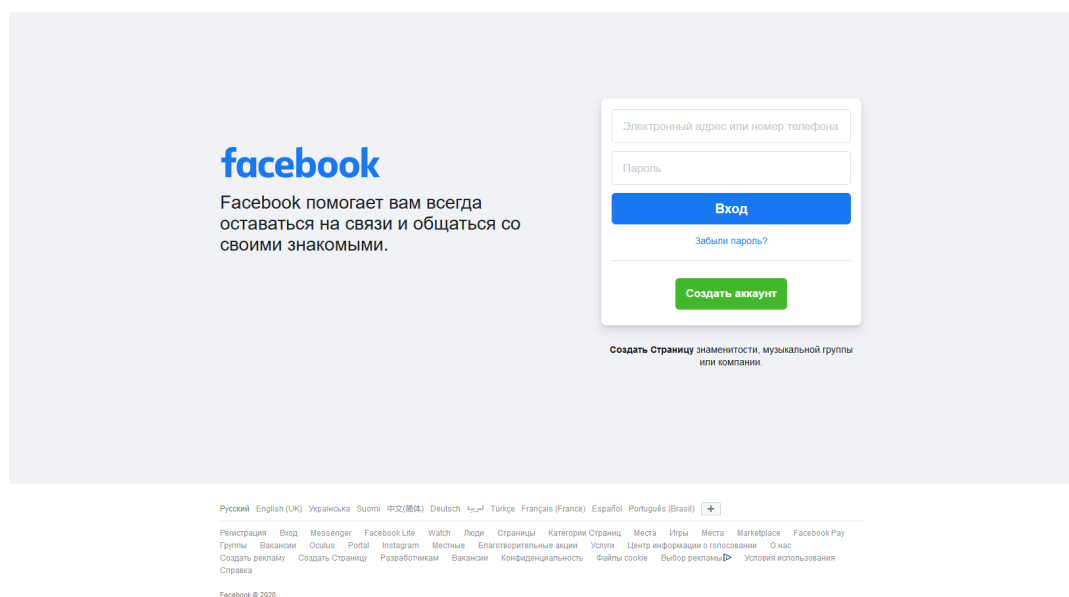 facebook
Facebook помогает вам всегда
оставаться на связи и общаться со
своими знакомыми.
Электронный адрес или номер телефона
Пароль
Вход
Забыли пароль?
Создать аккаунт
Создать Страницу знаменитости, музыкальной группы
или компании.
Русский English (UK) Українська Suomi 中文(简体) Deutsch العربية Türkçe Français (France) Español Português (Brasil) +
Регистрация Вход Messenger Facebook Lite Watch Люди Страницы Категории Страниц Места Игры Места Marketplace Facebook Pay
Группы Вакансии Oculus Portal Instagram Местные Благотворительные акции Услуги Центр информации о голосовании О нас
Создать рекламу Создать Страницу Разработчикам Вакансии Конфиденциальность Файлы cookie Выбор рекламы Условия использования
Справка
Facebook © 2020